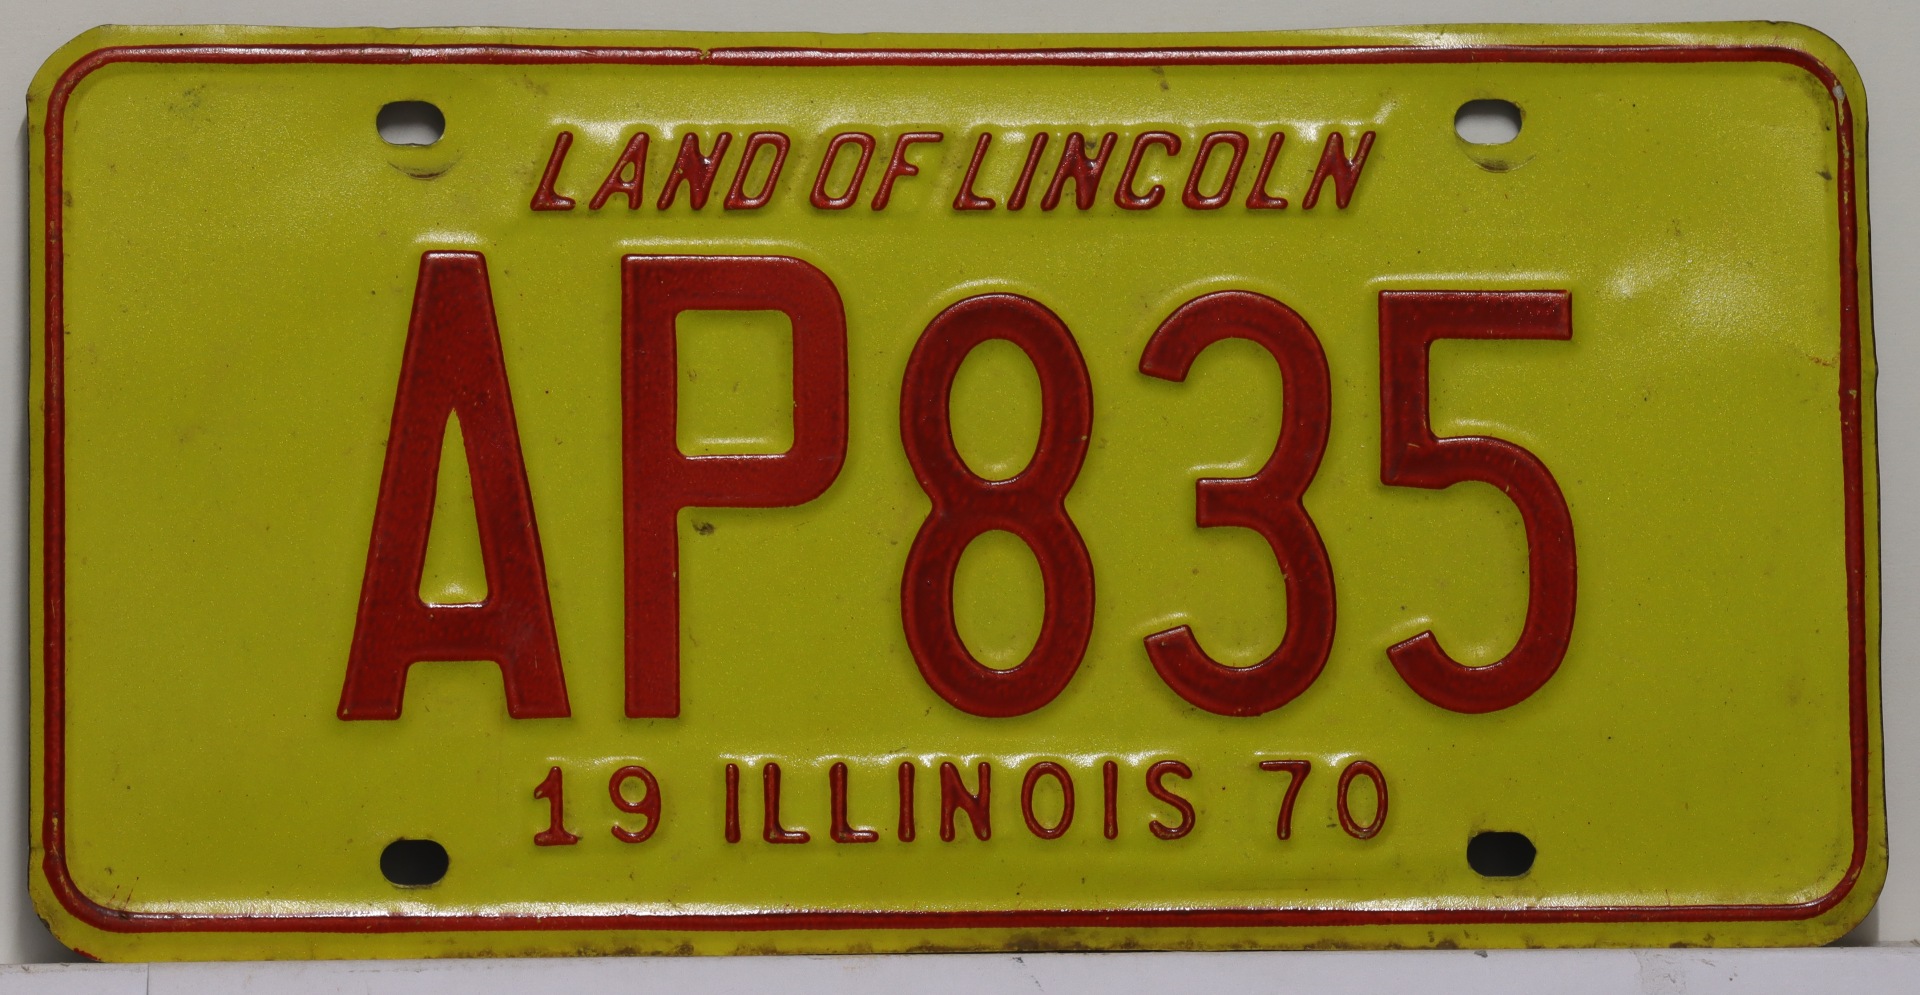 LAND OF LINCOLN
AP835
19 ILLINOIS 70